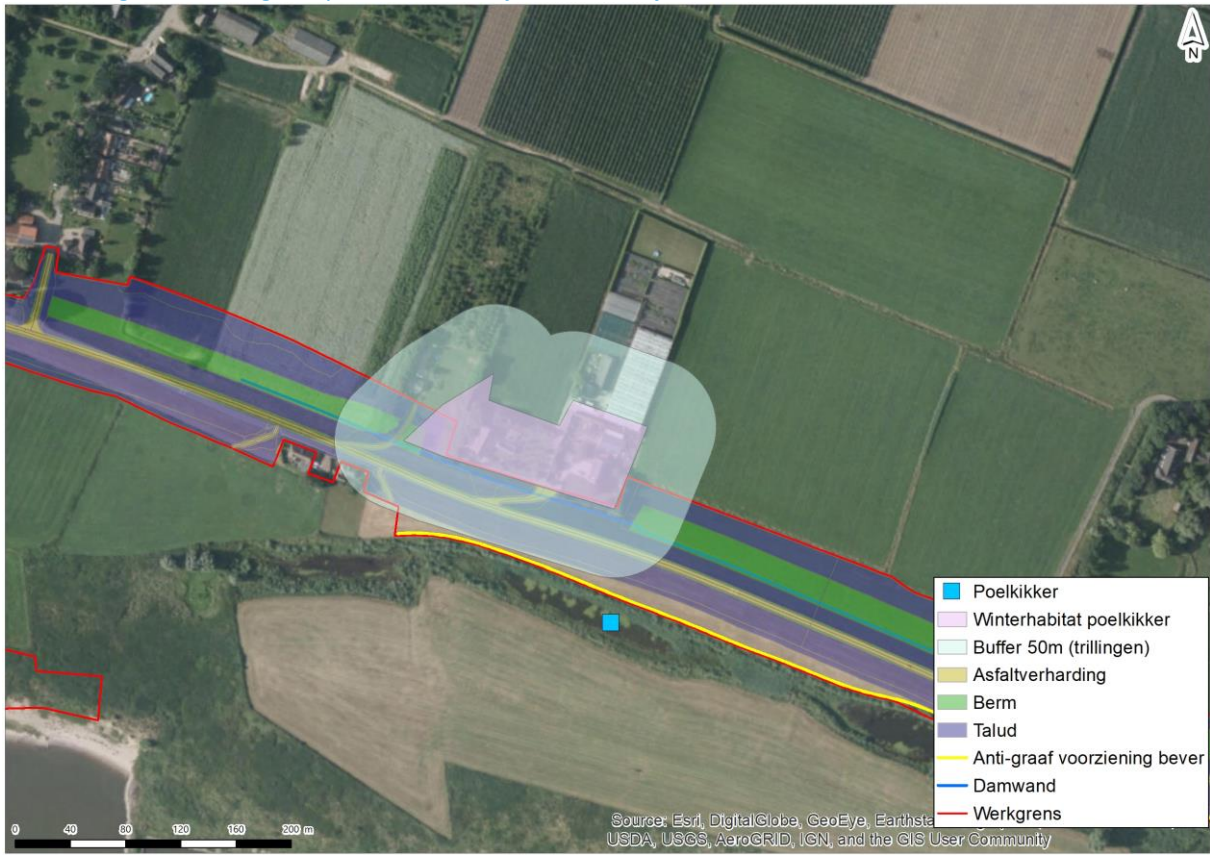 N
Poelkikker
Winterhabitat poelkikker
Buffer 50m (trillingen)
Asfaltverharding
Berm
Talud
Anti-graaf voorziening bever
Damwand
Werkgrens
0 40 80 120 160 200 m
Source: Esri, DigitalGlobe, GeoEye, Earthsta
USDA, USGS, AeroGRID, IGN, and the GIS User Community